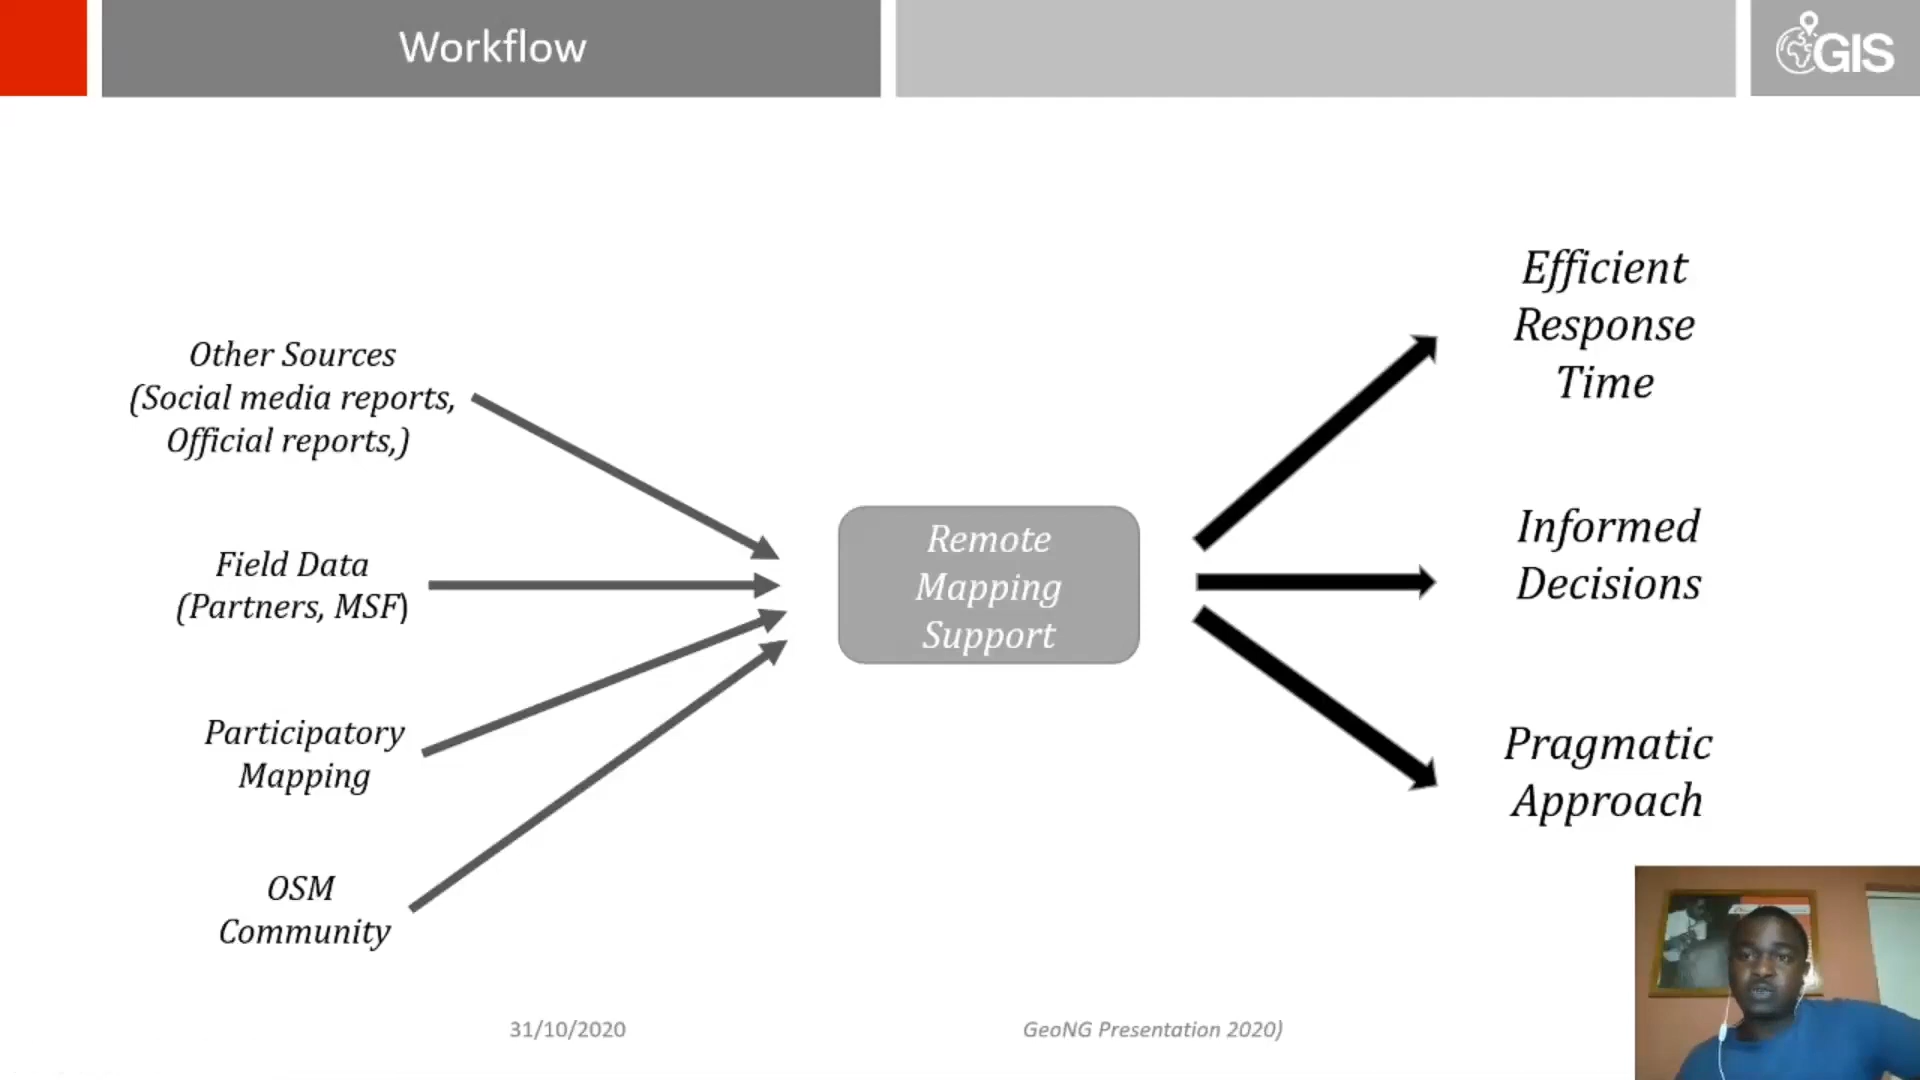 Workflow
GIS
Other Sources
(Social media reports,
Official reports,)
Field Data
(Partners, MSF)
Participatory
Mapping
OSM
Community
Remote
Mapping
Support
Efficient
Response
Time
Informed
Decisions
Pragmatic
Approach
31/10/2020
GeoNG Presentation 2020)